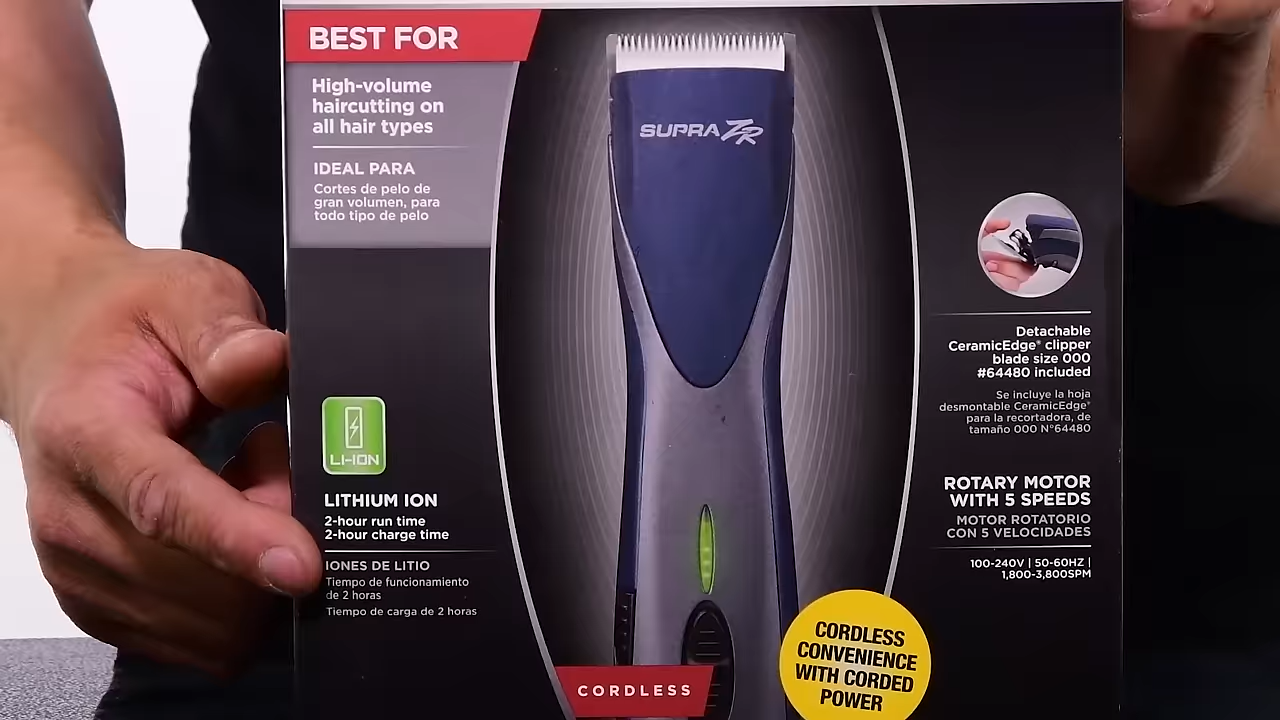 BEST FOR
High-volume
haircutting on
all hair types
IDEAL PARA
Cortes de pelo de
gran volumen, para
todo tipo de pelo
SUPRA ZR
LI-ION
LITHIUM ION
2-hour run time
2-hour charge time
IONES DE LITIO
Tiempo de funcionamiento
de 2 horas
Tiempo de carga de 2 horas
Detachable
CeramicEdge® clipper
blade size 000
#64480 included
Se incluye la hoja
desmontable CeramicEdge®
para la recortadora, de
tamaño 000 N°64480
ROTARY MOTOR
WITH 5 SPEEDS
MOTOR ROTATORIO
CON 5 VELOCIDADES
100-240V | 50-60HZ |
1,800-3,800SPM
CORDLESS
CORDLESS
CONVENIENCE
WITH CORDED
POWER